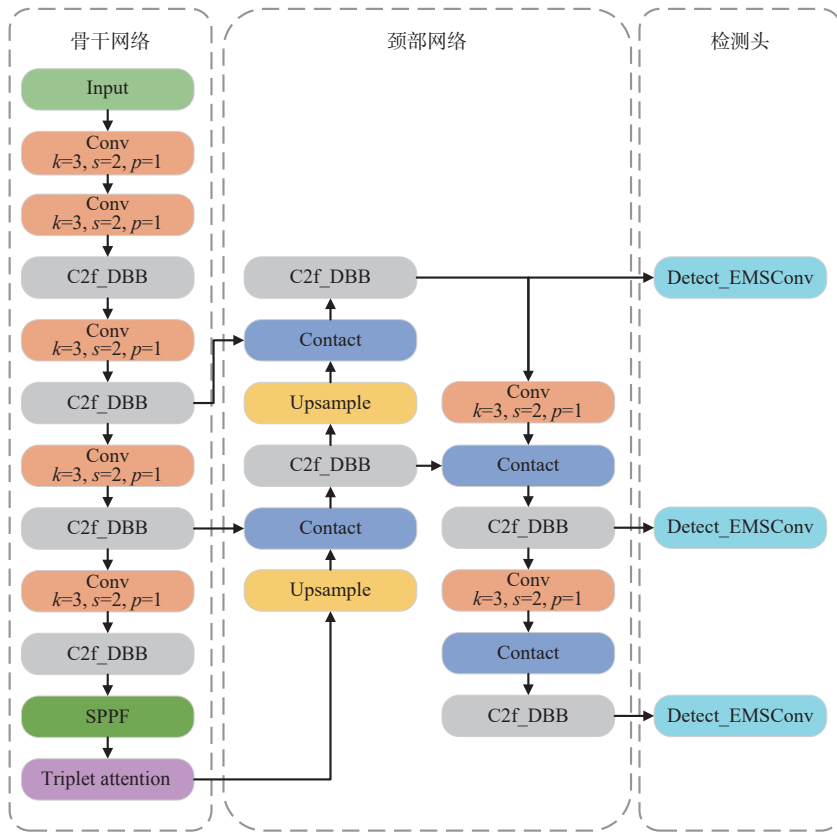 骨干网络
Input
Conv
k=3, s=2, p=1
Conv
k=3, s=2, p=1
C2f_DBB
Conv
k=3, s=2, p=1
C2f_DBB
Conv
k=3, s=2, p=1
C2f_DBB
Conv
k=3, s=2, p=1
C2f_DBB
SPPF
Triplet attention
颈部网络
C2f_DBB
Contact
Upsample
C2f_DBB
Contact
Upsample
Conv
k=3, s=2, p=1
Contact
C2f_DBB
Conv
k=3, s=2, p=1
Contact
C2f_DBB
检测头
Detect_EMSConv
Detect_EMSConv
Detect_EMSConv